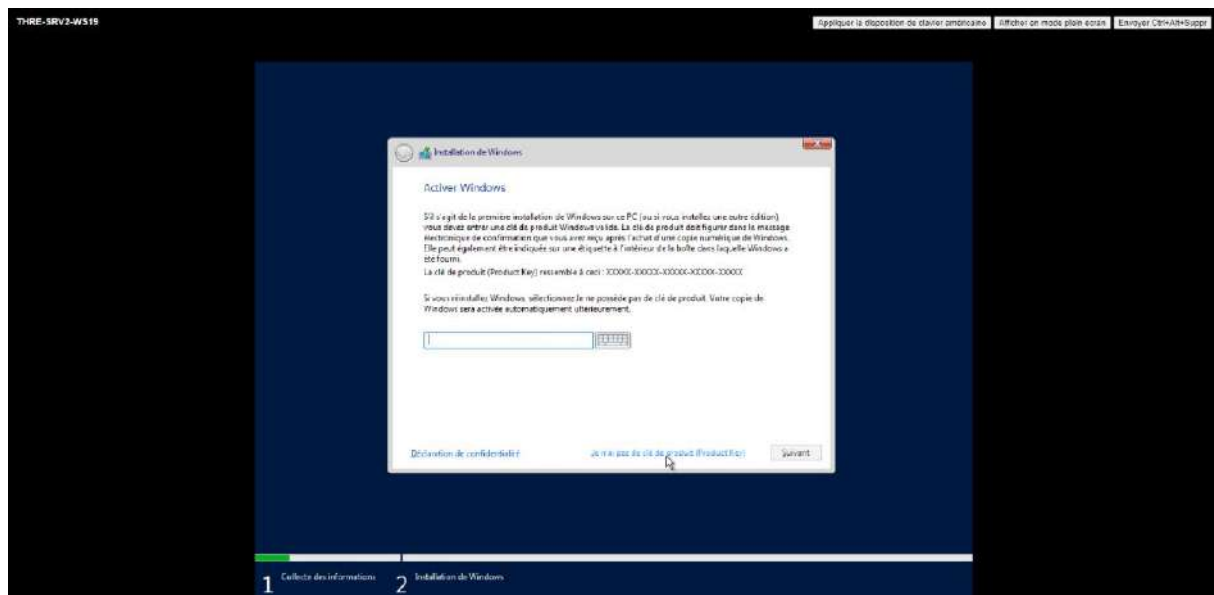 THRE-SRV2-WS19
Appliquer la disposition de clavier américaine Afficher en mode plein écran Envoyer Ctrl+Alt+Suppr
Installation de Windows
Activer Windows
S'il s'agit de la première installation de Windows sur ce PC (ou si vous installez une autre édition)
vous devez entrer une clé de produit Windows valide. La clé de produit doit figurer dans le message
électronique de confirmation que vous avez reçu après l'achat d'une copie numérique de Windows.
Elle peut également être indiquée sur une étiquette à l'intérieur de la boîte dans laquelle Windows a
été fourni.
La clé de produit (Product Key) ressemble à ceci : XXXXX-XXXXX-XXXXX-XXXXX-XXXXX
Si vous réinstallez Windows, sélectionnez Je ne possède pas de clé de produit. Votre copie de
Windows sera activée automatiquement ultérieurement.
Déclaration de confidentialité Je n'ai pas de clé de produit (Product Key) Suivant
1 Collecte des informations 2 Installation de Windows